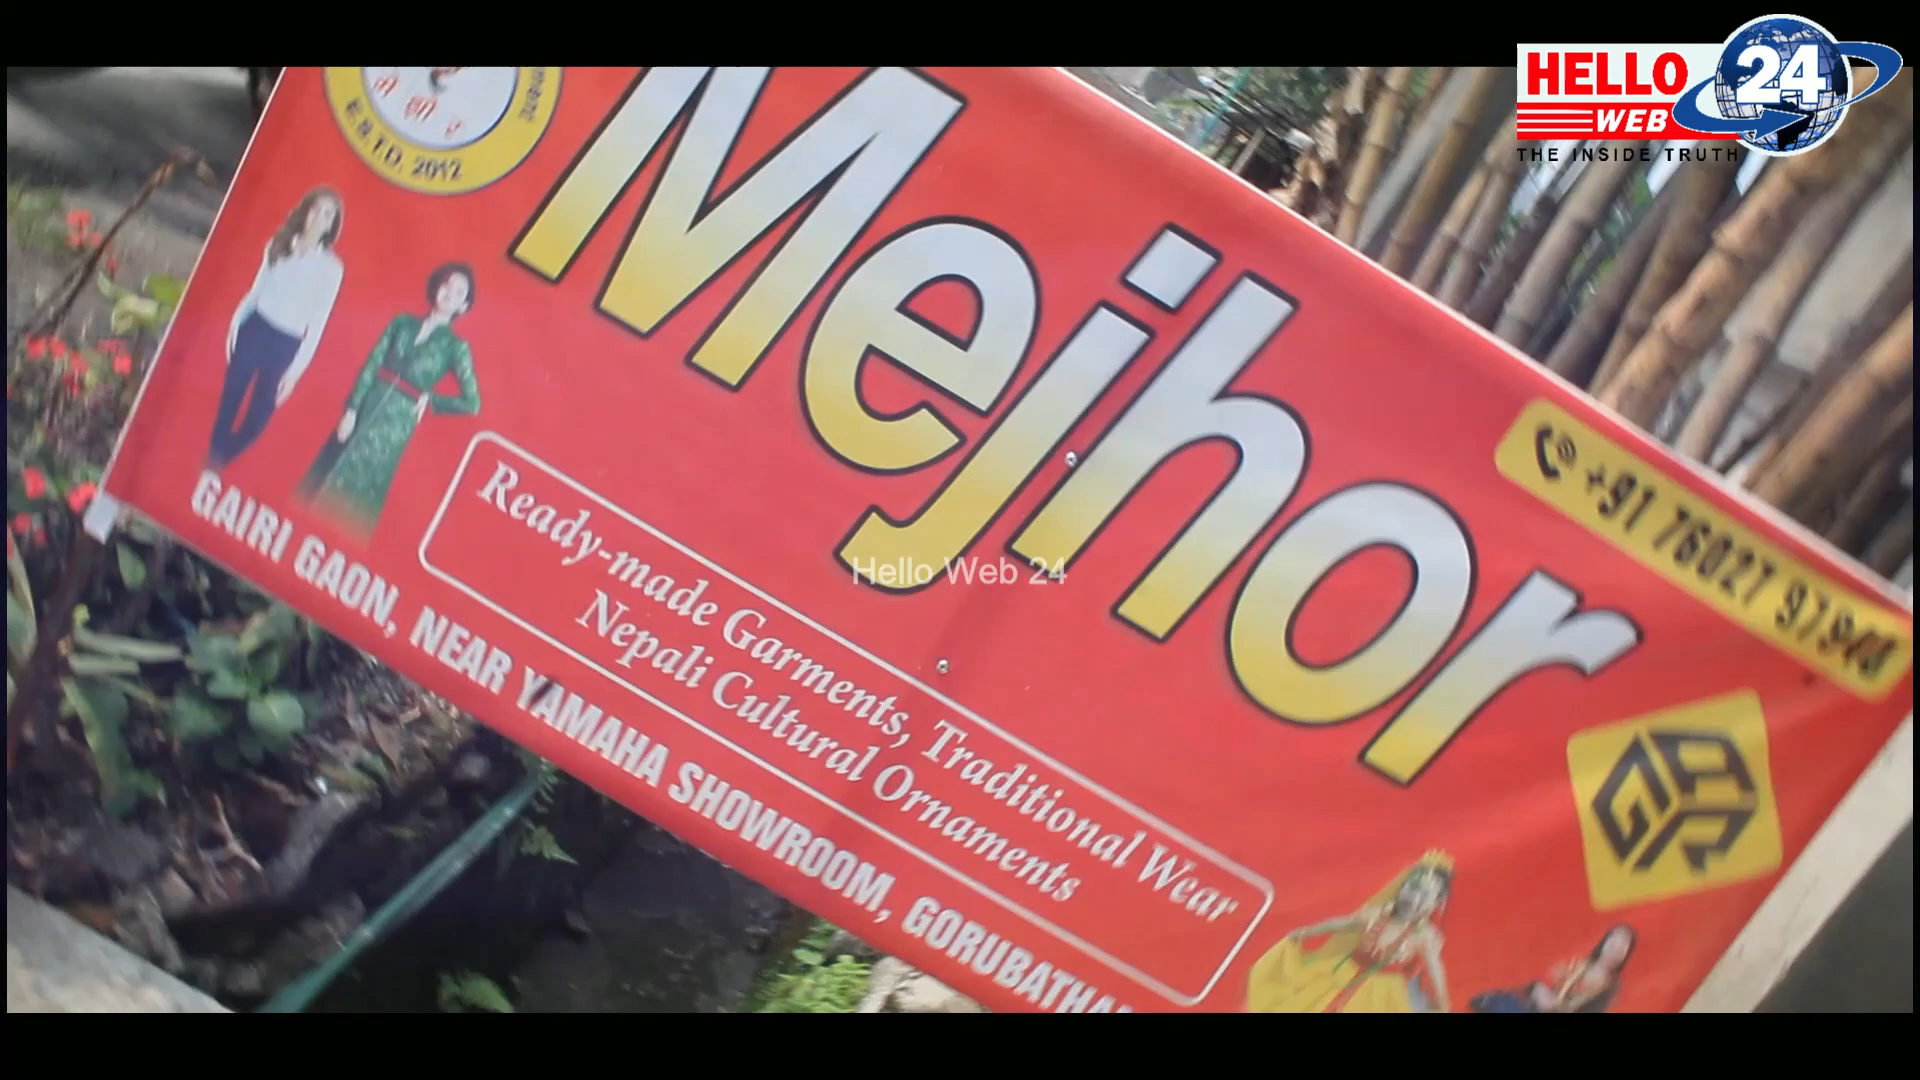 HELLO
24
WEB
THE INSIDE TRUTH
ESTD. 2012
Mejhor
+91 76027 97948
Ready-made Garments, Traditional Wear
Nepali Cultural Ornaments
GAIRI GAON, NEAR YAMAHA SHOWROOM, GORUBATHA
Hello Web 24